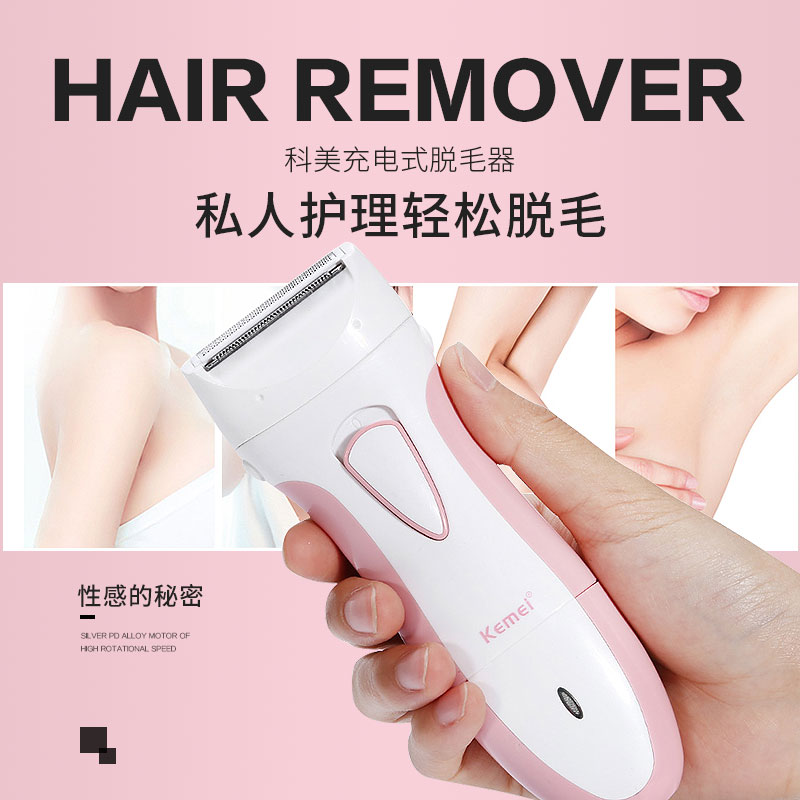 HAIR REMOVER
科美充电式脱毛器
私人护理轻松脱毛
Kemei®
性感的秘密
SILVER PD ALLOY MOTOR OF
HIGH ROTATIONAL SPEED